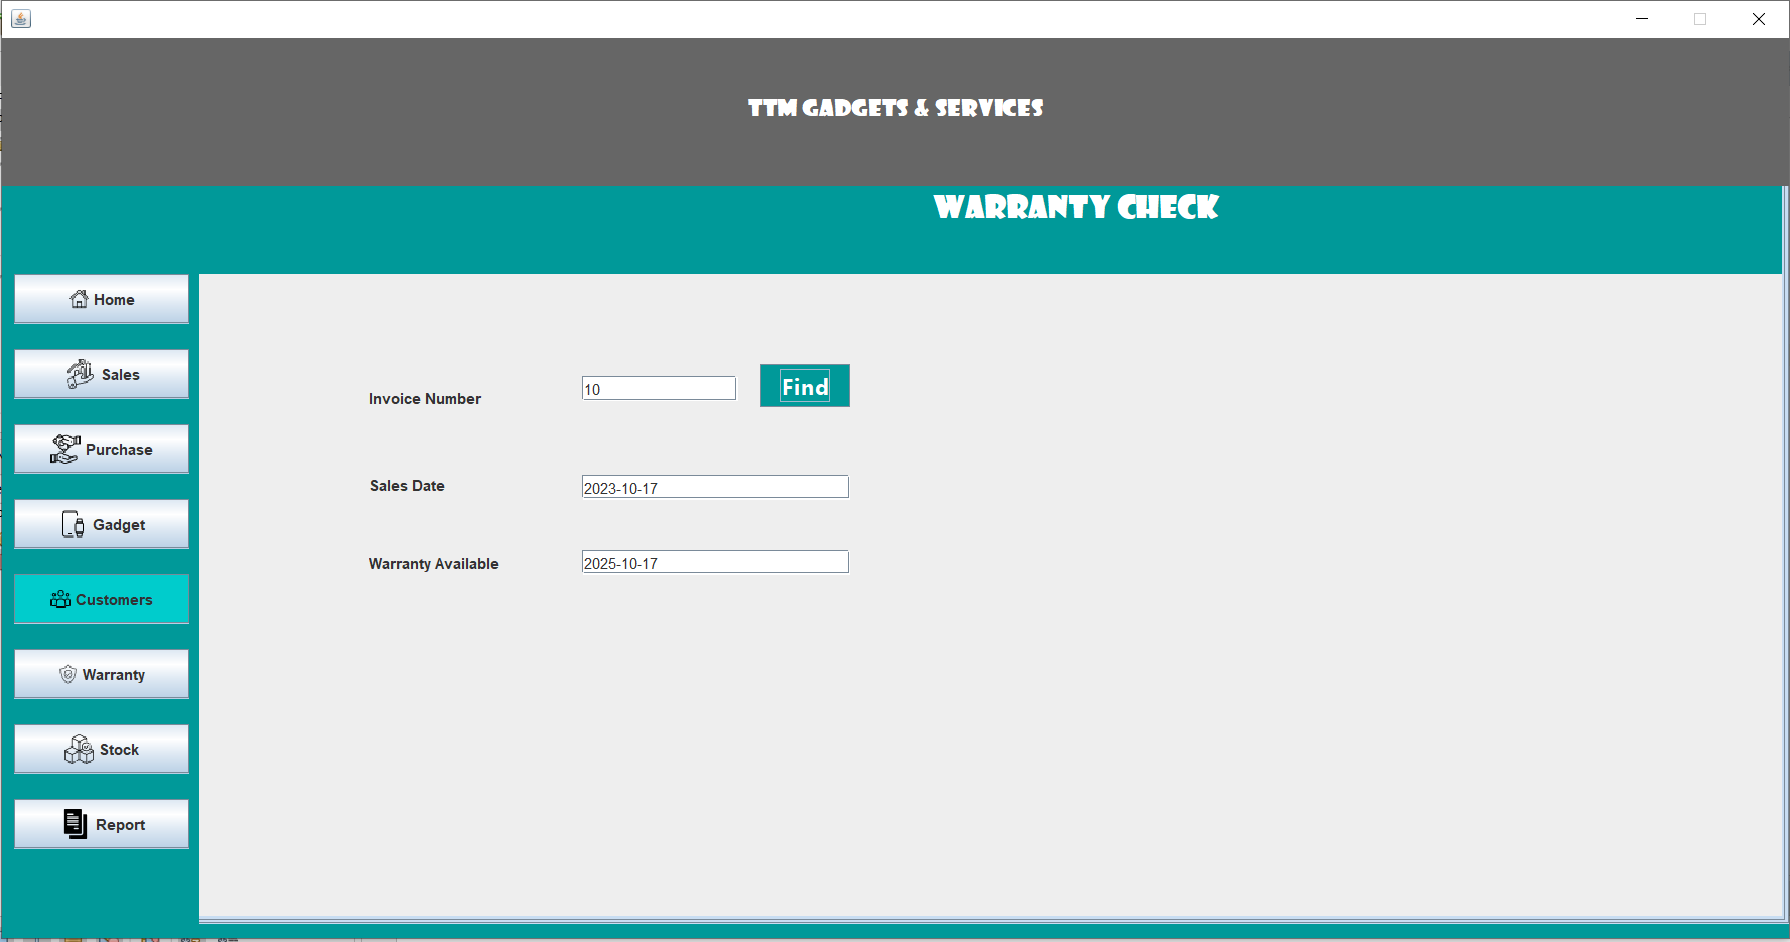 TTM GADGETS & SERVICES
WARRANTY CHECK
Home
Sales
Purchase
Gadget
Customers
Warranty
Stock
Report
Invoice Number
10
Find
Sales Date
2023-10-17
Warranty Available
2025-10-17